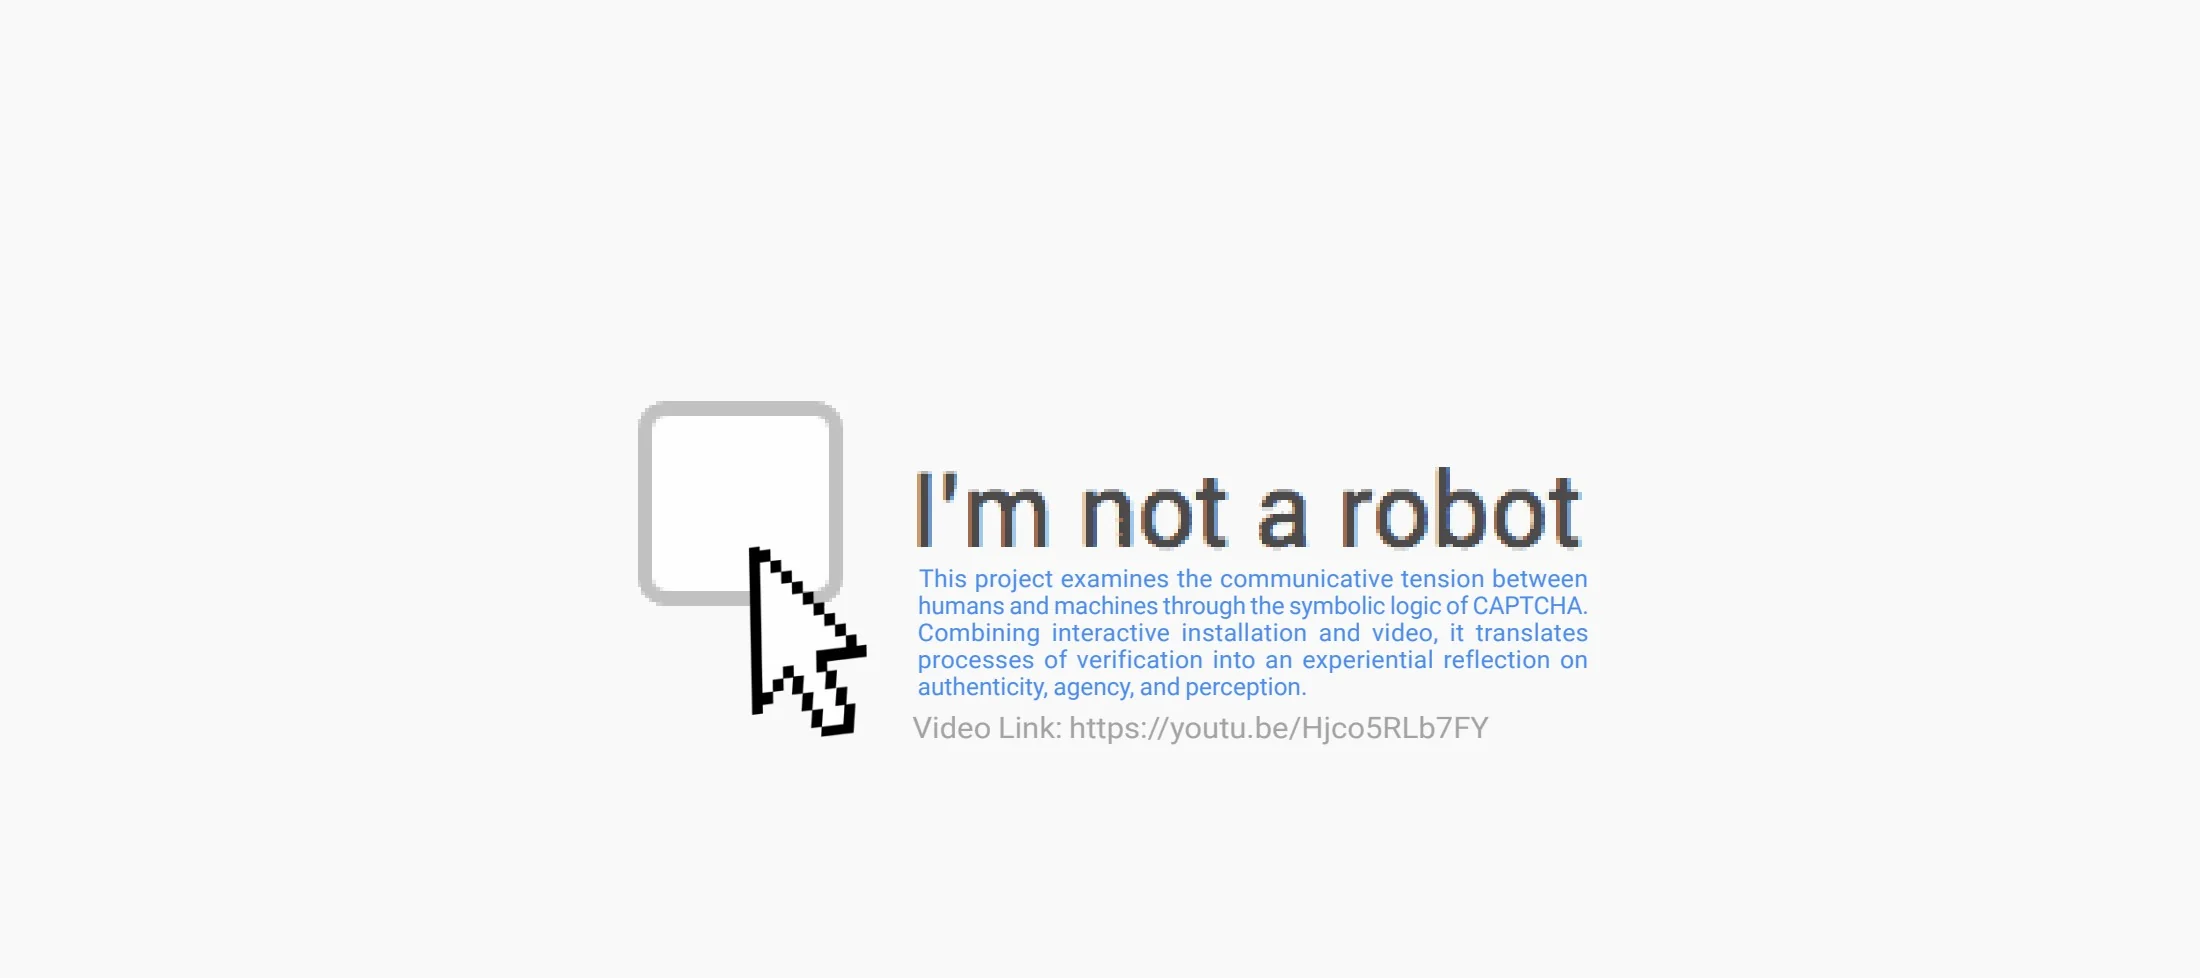 I'm not a robot
This project examines the communicative tension between
humans and machines through the symbolic logic of CAPTCHA.
Combining interactive installation and video, it translates
processes of verification into an experiential reflection on
authenticity, agency, and perception.
Video Link: https://youtu.be/Hjco5RLb7FY